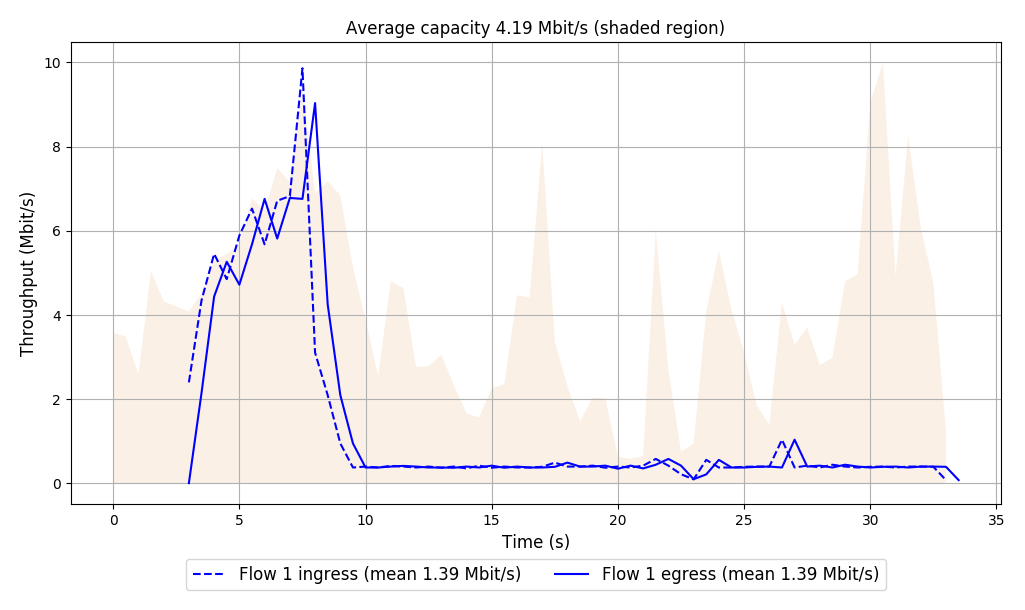 Average capacity 4.19 Mbit/s (shaded region)
Throughput (Mbit/s)
10
8
6
4
2
0
0 5 10 15 20 25 30 35
Time (s)
Flow 1 ingress (mean 1.39 Mbit/s) Flow 1 egress (mean 1.39 Mbit/s)